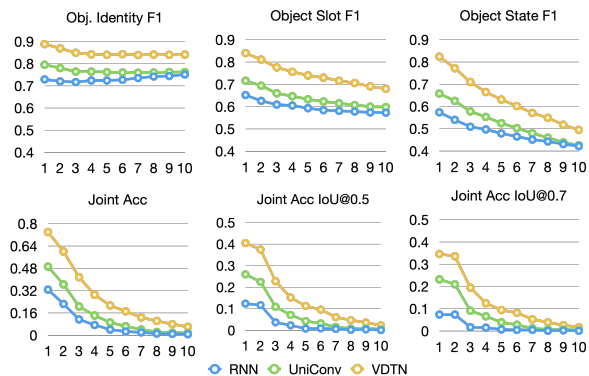 Obj. Identity F1
0.9
0.8
0.7
0.6
0.5
0.4
1 2 3 4 5 6 7 8 9 10
Object Slot F1
0.9
0.8
0.7
0.6
0.5
0.4
1 2 3 4 5 6 7 8 9 10
Object State F1
0.9
0.8
0.7
0.6
0.5
0.4
1 2 3 4 5 6 7 8 9 10
Joint Acc
0.8
0.64
0.48
0.32
0.16
0
1 2 3 4 5 6 7 8 9 10
Joint Acc IoU@0.5
0.5
0.4
0.3
0.2
0.1
0
1 2 3 4 5 6 7 8 9 10
Joint Acc IoU@0.7
0.5
0.4
0.3
0.2
0.1
0
1 2 3 4 5 6 7 8 9 10
RNN UniConv VDTN